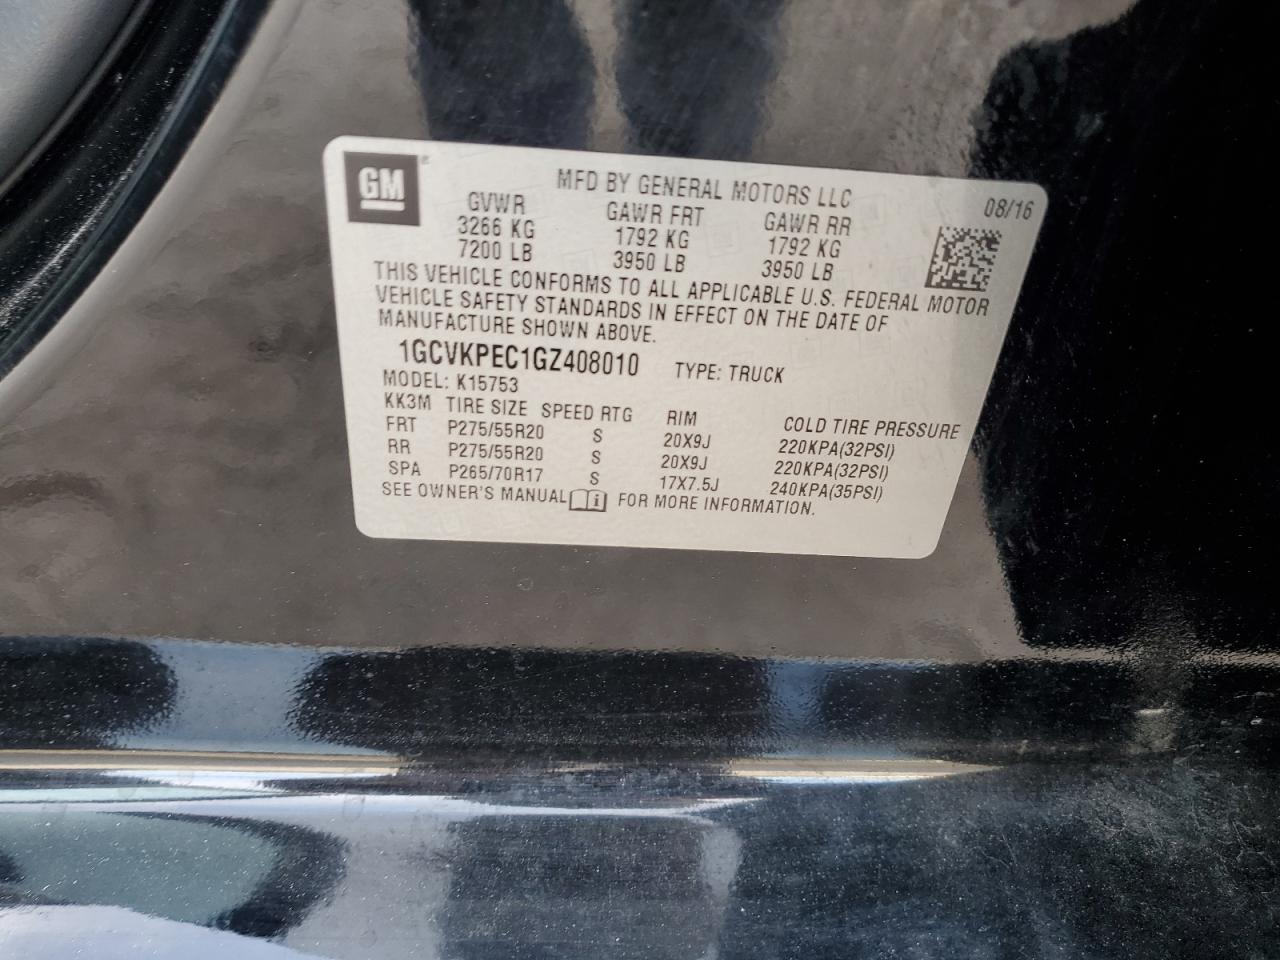 GM ®
MFD BY GENERAL MOTORS LLC
08/16
GVWR GAWR FRT GAWR RR
3266 KG 1792 KG 1792 KG
7200 LB 3950 LB 3950 LB
THIS VEHICLE CONFORMS TO ALL APPLICABLE U.S. FEDERAL MOTOR
VEHICLE SAFETY STANDARDS IN EFFECT ON THE DATE OF
MANUFACTURE SHOWN ABOVE.
1GCVKPEC1GZ408010 TYPE: TRUCK
MODEL: K15753
KK3M TIRE SIZE SPEED RTG RIM COLD TIRE PRESSURE
FRT P275/55R20 S 20X9J 220KPA(32PSI)
RR P275/55R20 S 20X9J 220KPA(32PSI)
SPA P265/70R17 S 17X7.5J 240KPA(35PSI)
SEE OWNER'S MANUAL i FOR MORE INFORMATION.